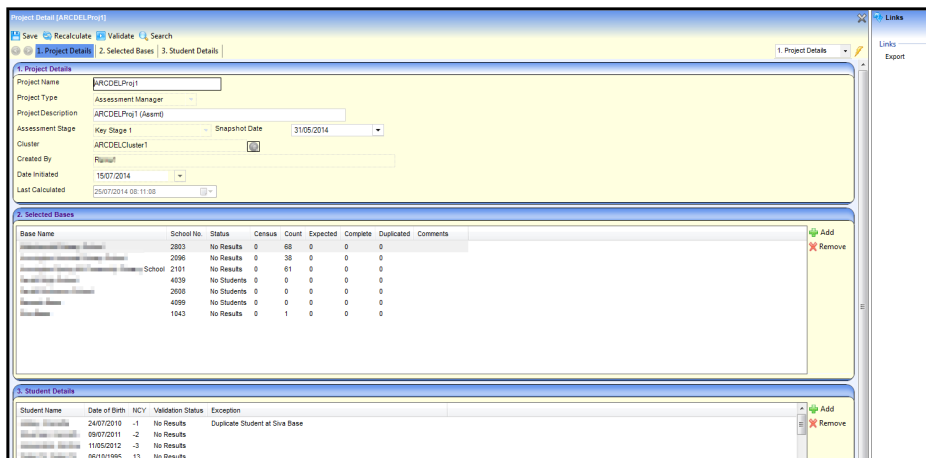 Project Detail [ARCDELProj1]
Links
Save Recalculate Validate Search
1. Project Details 2. Selected Bases 3. Student Details 1. Project Details
Links
Export
1. Project Details
Project Name ARCDELProj1
Project Type Assessment Manager
Project Description ARCDELProj1 (Assmt)
Assessment Stage Key Stage 1 Snapshot Date 31/05/2014
Cluster ARCDELCluster1
Created By
Date Initiated 15/07/2014
Last Calculated 25/07/2014 08:11:08
2. Selected Bases
Base Name School No. Status Census Count Expected Complete Duplicated Comments
Add
2803 No Results 0 68 0 0 0
Remove
2096 No Results 0 38 0 0 0
School 2101 No Results 0 61 0 0 0
4039 No Students 0 0 0 0 0
2608 No Students 0 0 0 0 0
4099 No Students 0 0 0 0 0
1043 No Results 0 1 0 0 0
3. Student Details
Student Name Date of Birth NCY Validation Status Exception
Add
24/07/2010 -1 No Results Duplicate Student at Siva Base
Remove
09/07/2011 -2 No Results
11/05/2012 -3 No Results
06/10/1995 13 No Results